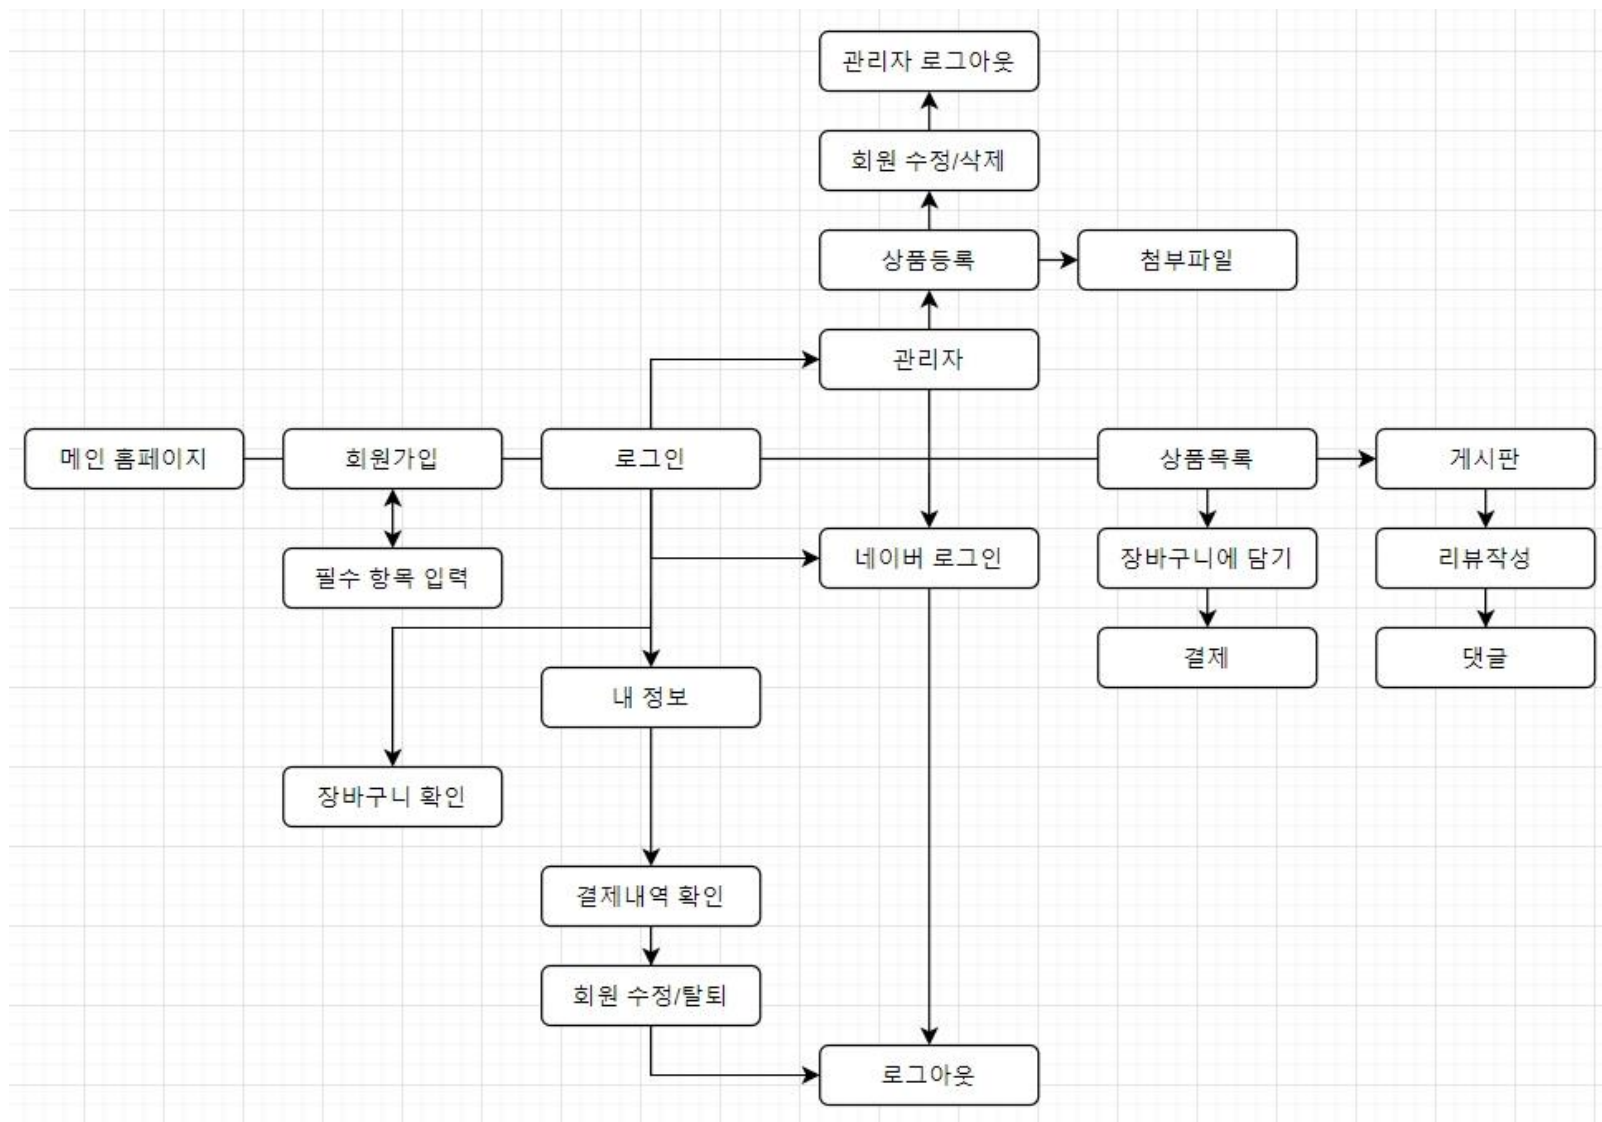 관리자 로그아웃
회원 수정/삭제
상품등록
첨부파일
관리자
메인 홈페이지
회원가입
로그인
상품목록
게시판
필수 항목 입력
네이버 로그인
장바구니에 담기
리뷰작성
결제
댓글
내 정보
장바구니 확인
결제내역 확인
회원 수정/탈퇴
로그아웃